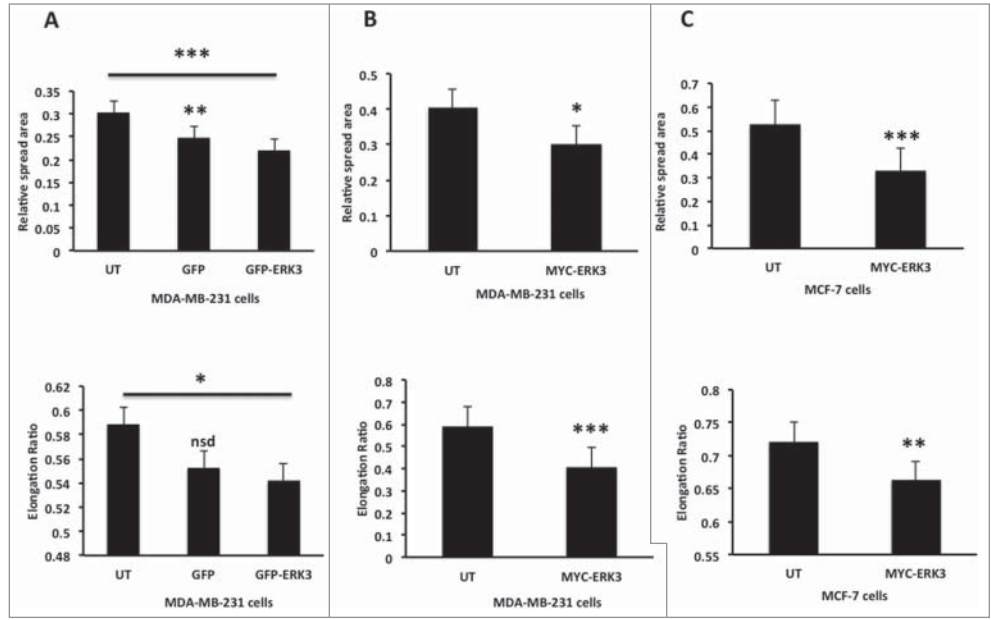 A
***
Relative spread area
0.35
0.3
0.25
0.2
0.15
0.1
0.05
0
**
UT GFP GFP-ERK3
MDA-MB-231 cells
*
Elongation Ratio
0.62
0.6
0.58
0.56
0.54
0.52
0.5
0.48
nsd
UT GFP GFP-ERK3
MDA-MB-231 cells
B
Relative spread area
0.5
0.4
0.3
0.2
0.1
0
*
UT MYC-ERK3
MDA-MB-231 cells
Elongation Ratio
0.8
0.7
0.6
0.5
0.4
0.3
0.2
0.1
0
***
UT MYC-ERK3
MDA-MB-231 cells
C
Relative spread area
0.7
0.6
0.5
0.4
0.3
0.2
0.1
0
***
UT MYC-ERK3
MCF-7 cells
Elongation Ratio
0.8
0.75
0.7
0.65
0.6
0.55
**
UT MYC-ERK3
MCF-7 cells